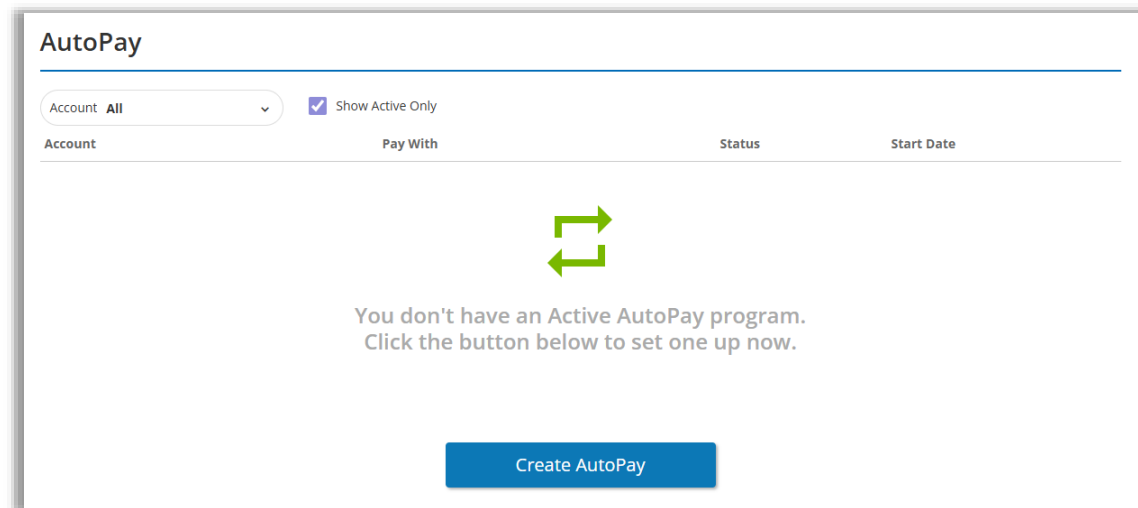 AutoPay
Account All
Show Active Only
Account Pay With Status Start Date
You don't have an Active AutoPay program.
Click the button below to set one up now.
Create AutoPay